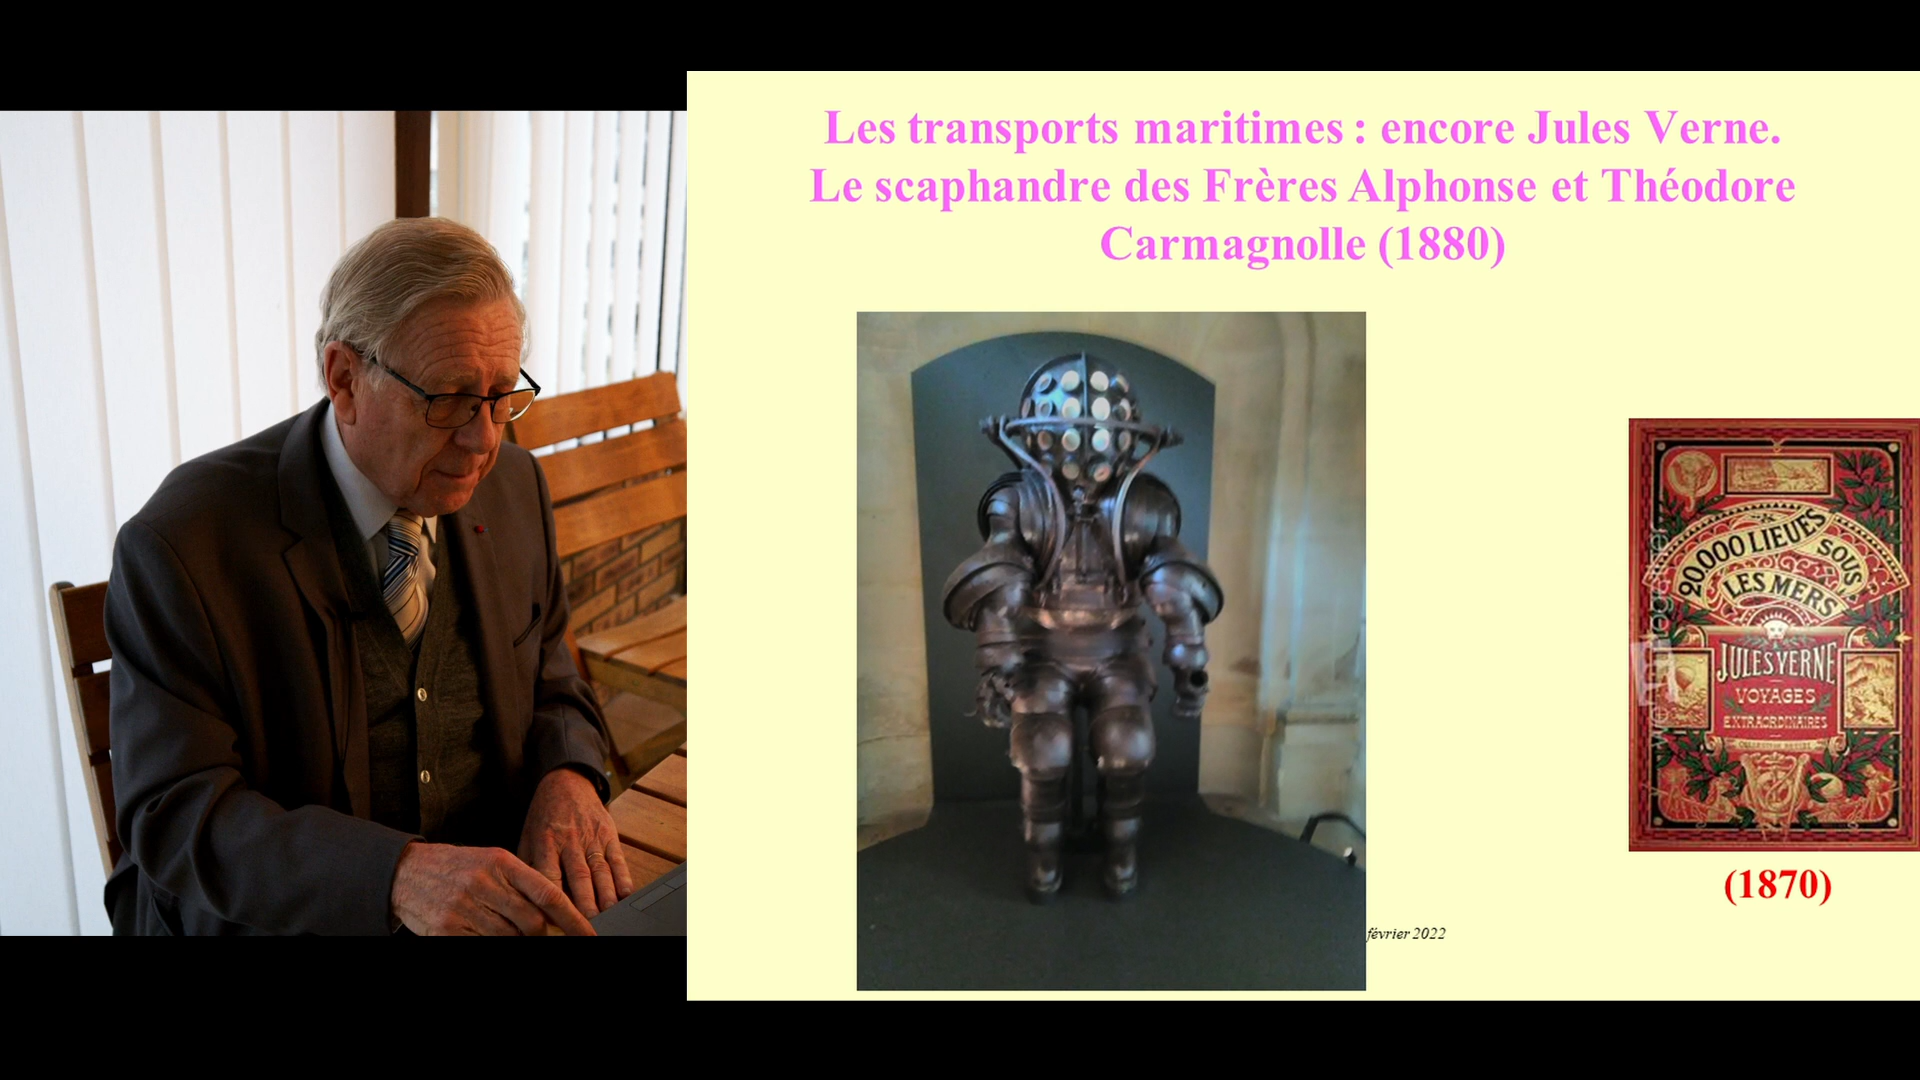 Les transports maritimes : encore Jules Verne.
Le scaphandre des Frères Alphonse et Théodore
Carmagnolle (1880)
20.000 LIEUES SOUS
LES MERS
JULES VERNE
VOYAGES
EXTRAORDINAIRES
(1870)
février 2022